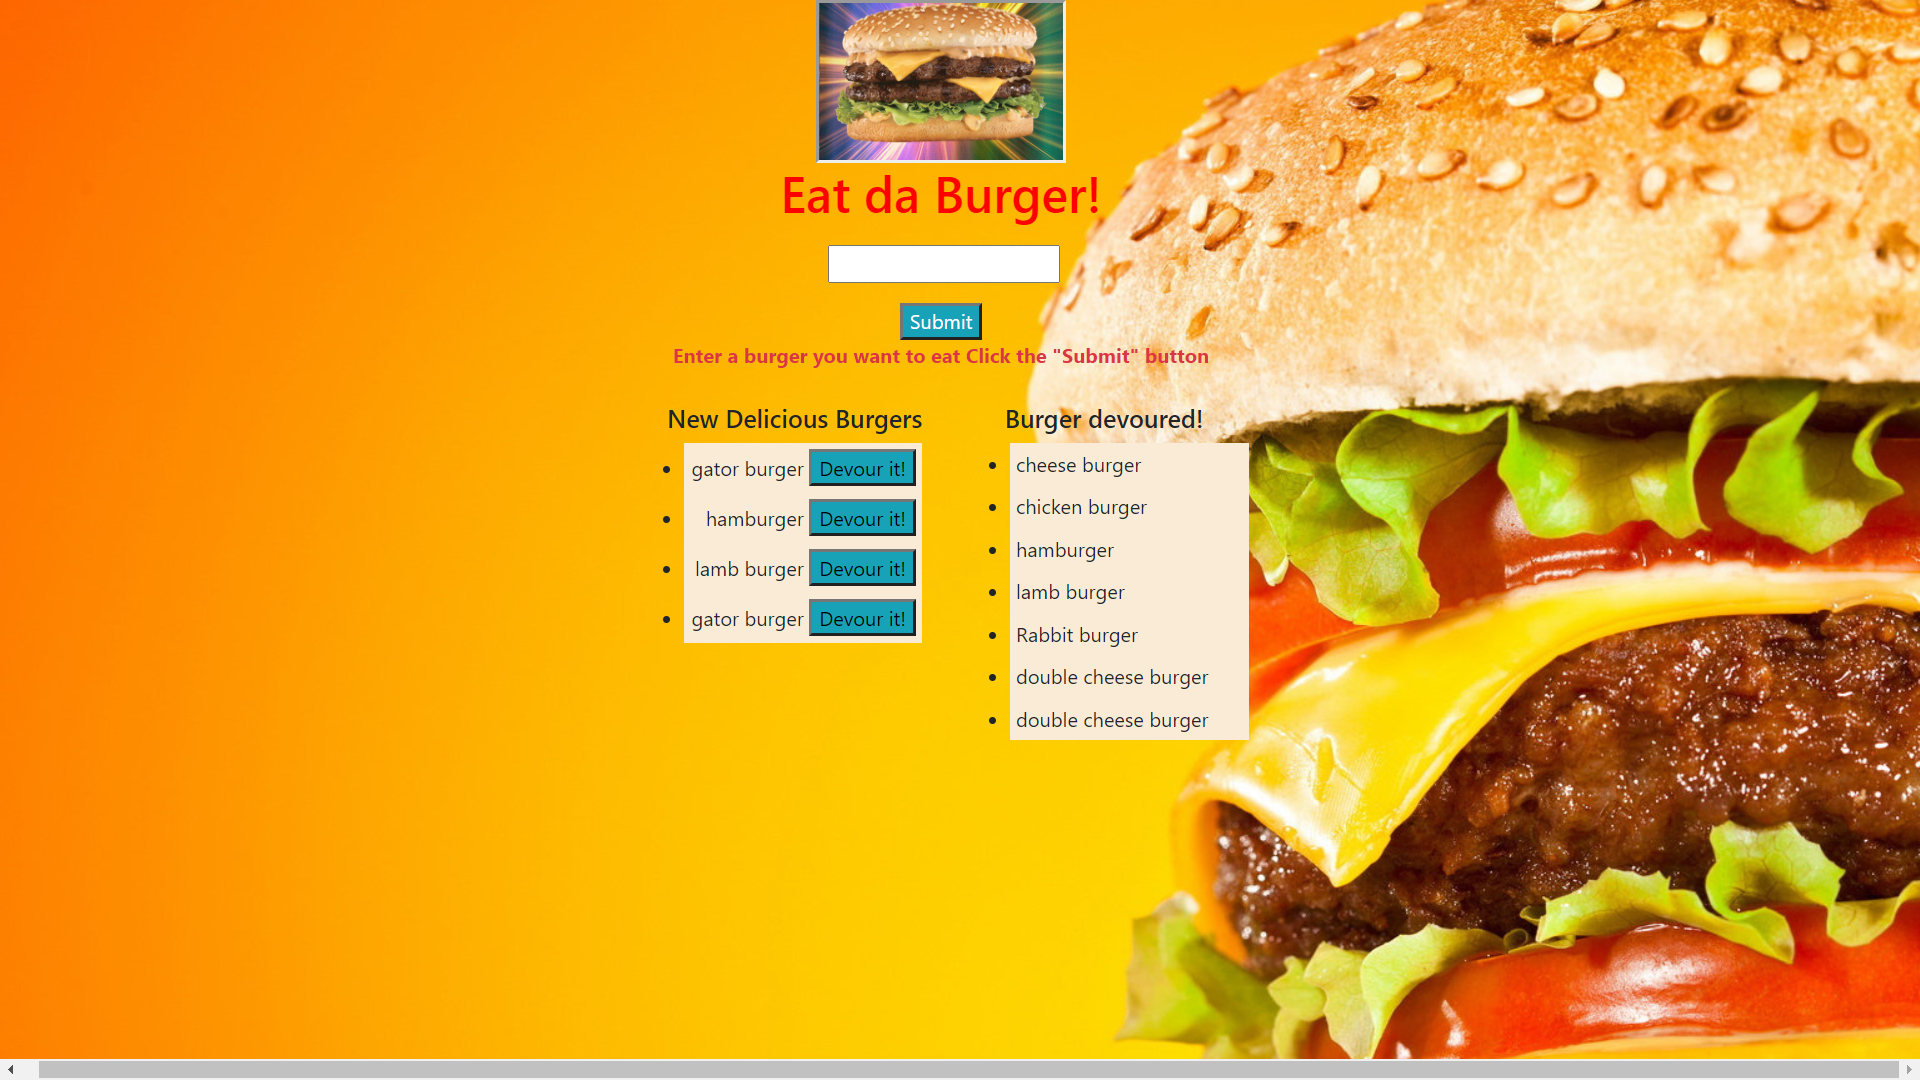 Eat da Burger!
Submit
Enter a burger you want to eat Click the "Submit" button
New Delicious Burgers
gator burger Devour it!
hamburger Devour it!
lamb burger Devour it!
gator burger Devour it!
Burger devoured!
cheese burger
chicken burger
hamburger
lamb burger
Rabbit burger
double cheese burger
double cheese burger